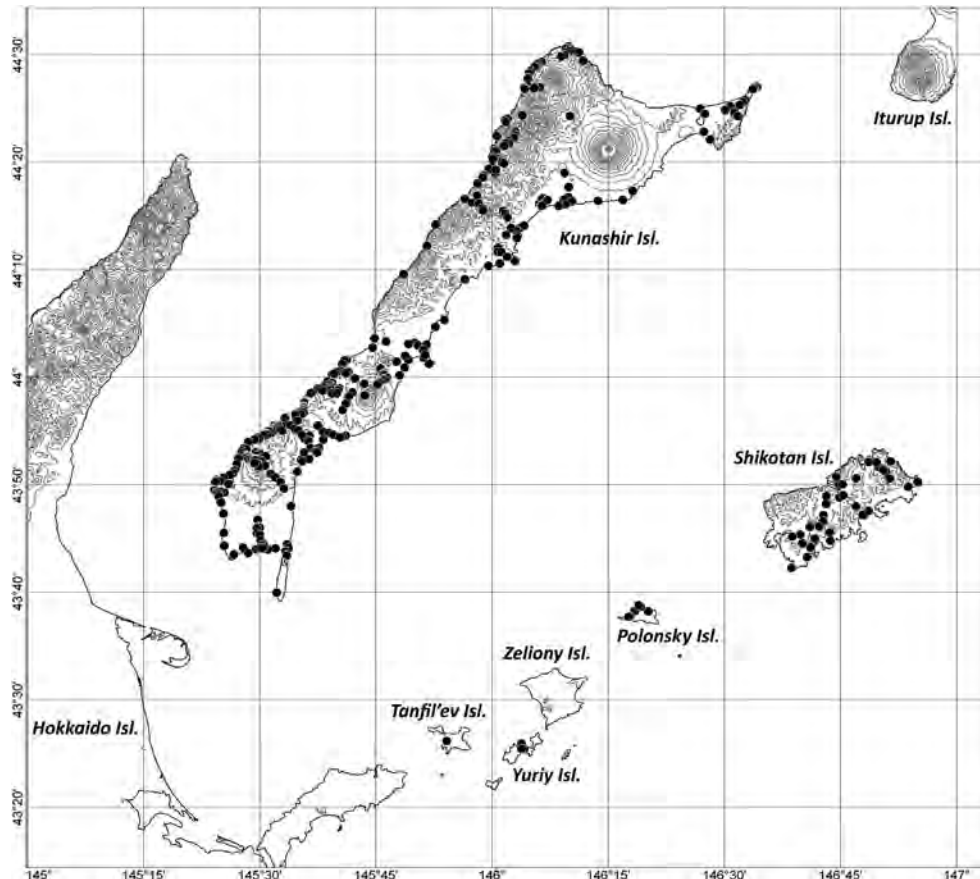 44°30'
Iturup Isl.
44°20'
Kunashir Isl.
44°10'
44°
Shikotan Isl.
43°50'
43°40'
Polonsky Isl.
Zeliony Isl.
43°30'
Tanfil'ev Isl.
Hokkaido Isl.
Yuriy Isl.
43°20'
145° 145°15' 145°30' 145°45' 146° 146°15' 146°30' 146°45' 147°